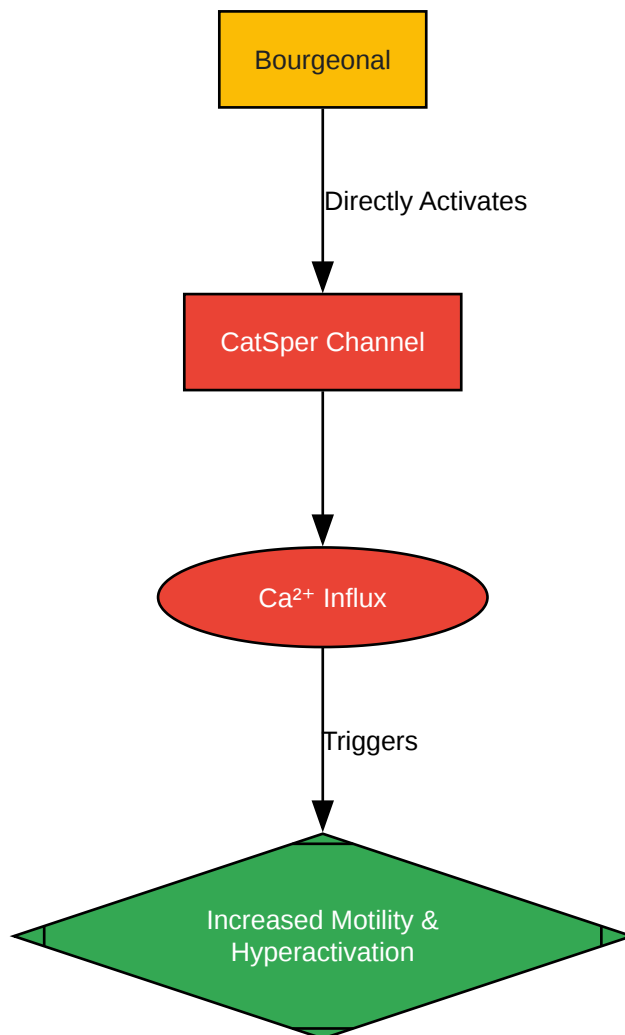 Bourgeonal
Directly Activates
CatSper Channel
Ca²⁺ Influx
Triggers
Increased Motility &
Hyperactivation